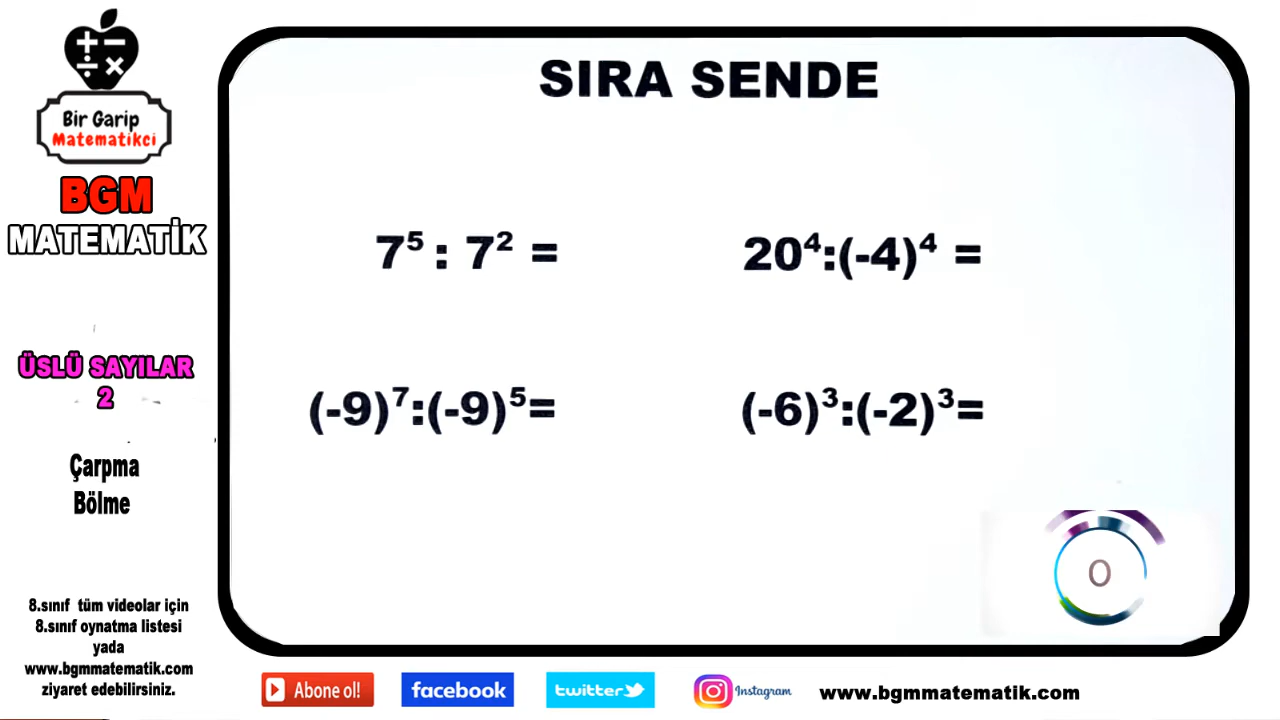 Bir Garip
Matematikci
BGM
MATEMATİK
ÜSLÜ SAYILAR
2
Çarpma
Bölme
8.sınıf tüm videolar için
8.sınıf oynatma listesi
yada
www.bgmmatematik.com
ziyaret edebilirsiniz.
SIRA SENDE
7⁵ : 7² =
20⁴:(-4)⁴ =
(-9)⁷:(-9)⁵=
(-6)³:(-2)³=
0
Abone ol!
facebook
twitter
Instagram
www.bgmmatematik.com